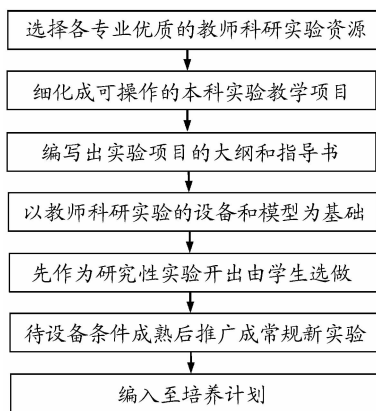 选择各专业优质的教师科研实验资源
细化成可操作的本科实验教学项目
编写出实验项目的大纲和指导书
以教师科研实验的设备和模型为基础
先作为研究性实验开出由学生选做
待设备条件成熟后推广成常规新实验
编入至培养计划